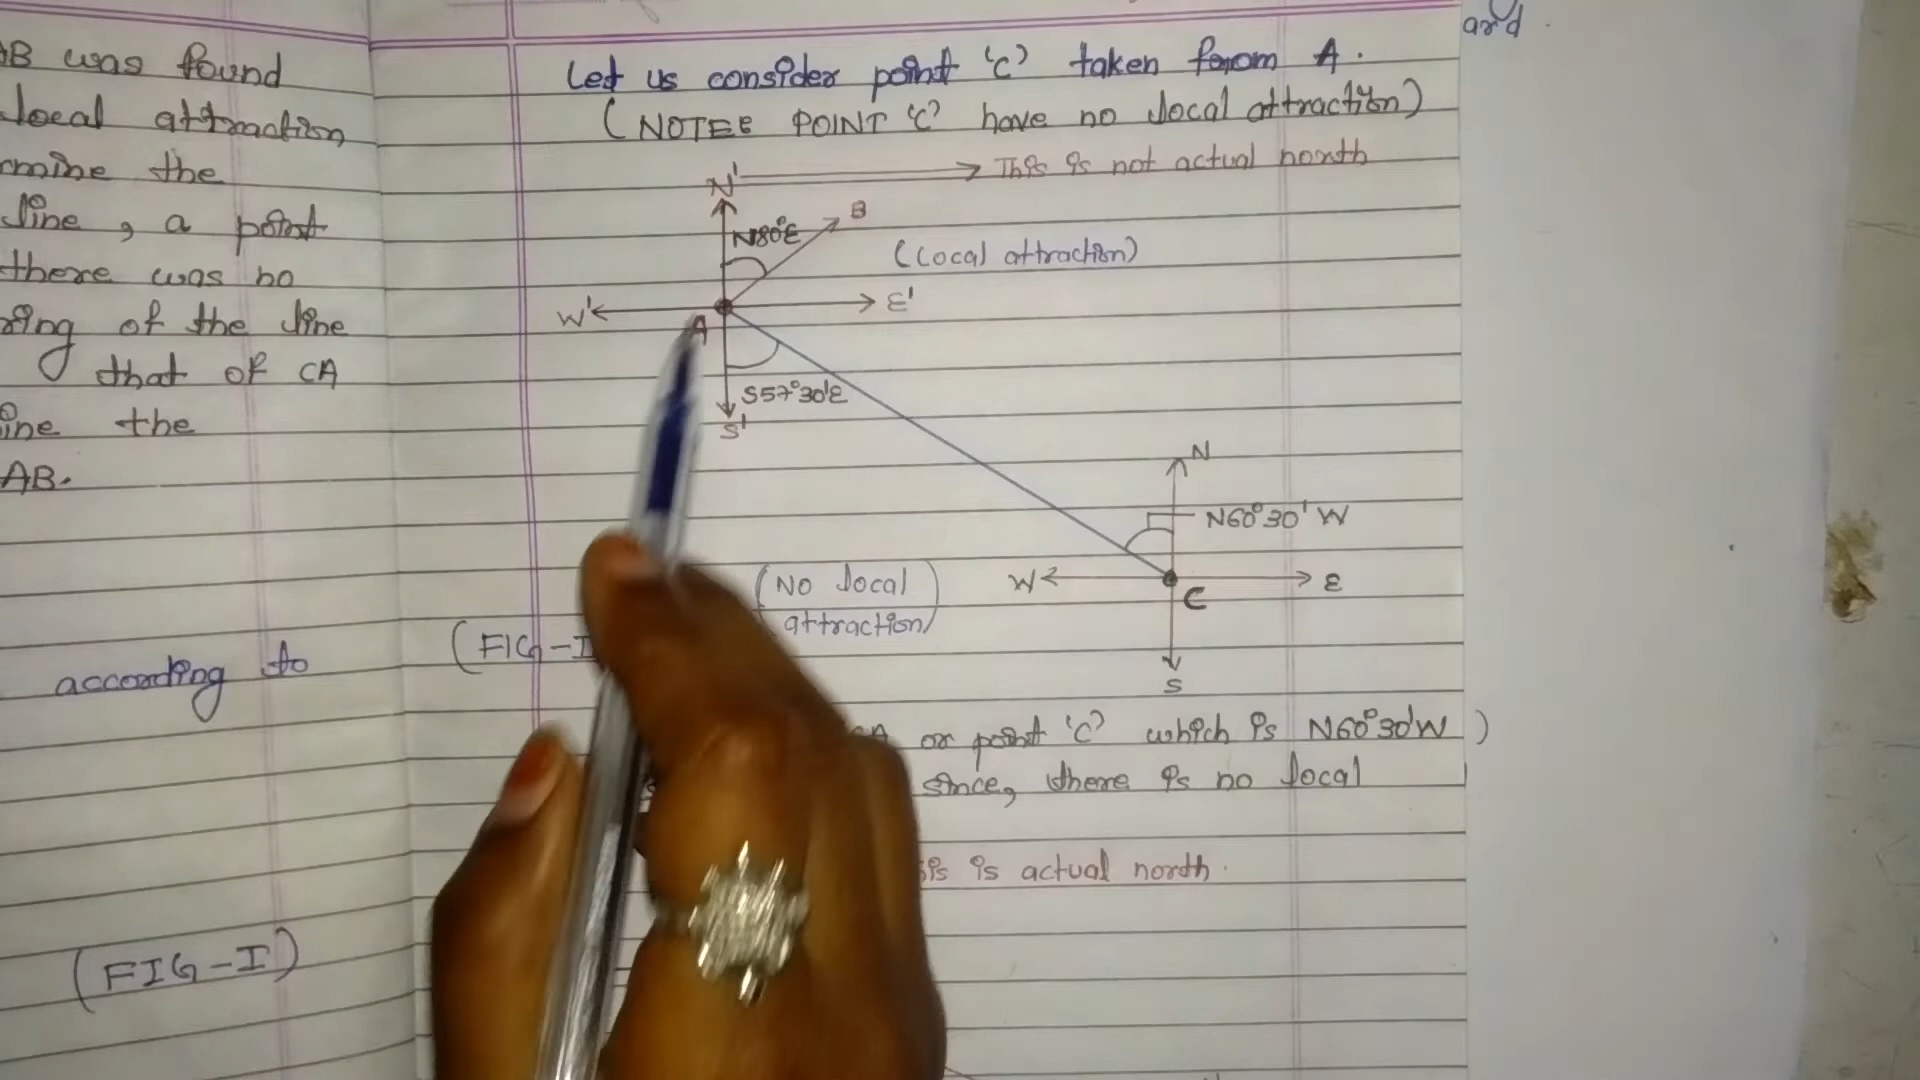 AB was found
local attraction
the
line, a point
there was no
of the line
that of CA
the
AB.
according to
(FIG-I)
ard.
Let us consider point 'C' taken from A.
(NOTEE POINT 'C' have no local attraction)
N' This is not actual north
B
N80°E
(Local attraction)
W' E'
A
S57°30'E
S'
N
N60°30'W
(No local
attraction)
W E
C
(FIG-I
S
or point 'C' which is N60°30'W)
since, there is no local
is actual north.